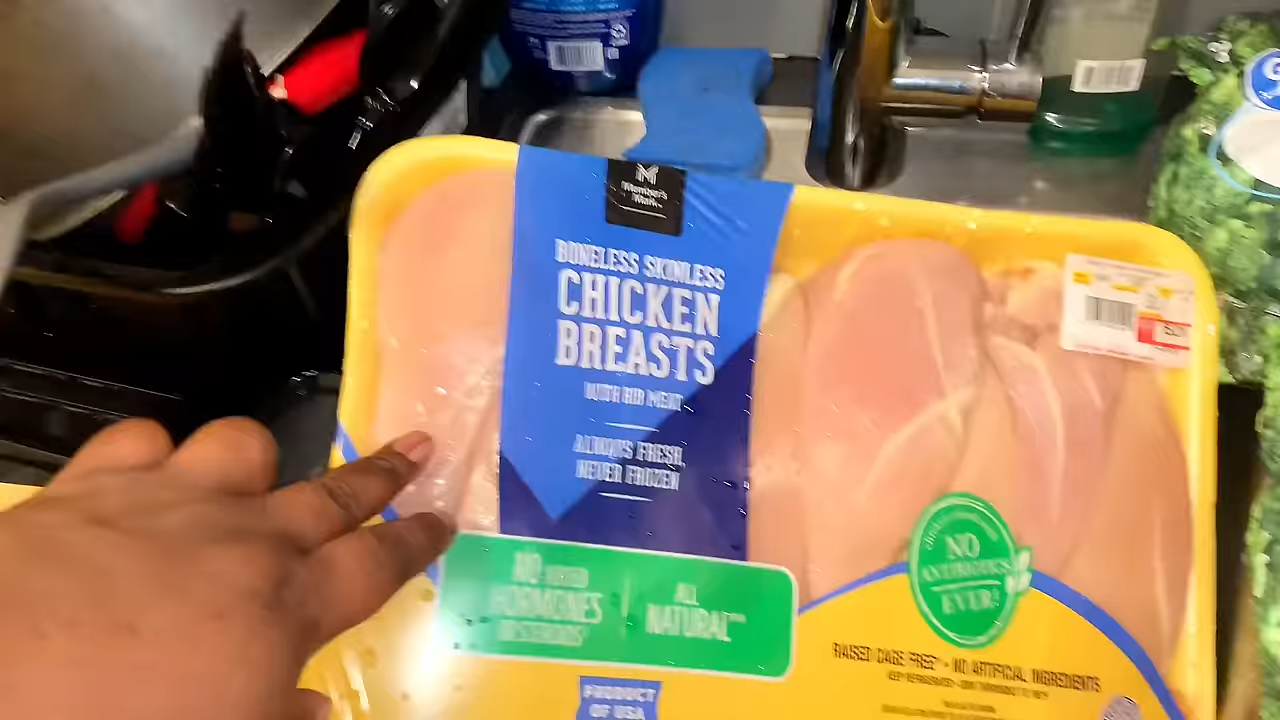 Member's
Mark
BONELESS SKINLESS
CHICKEN
BREASTS
WITH RIB MEAT
ALWAYS FRESH,
NEVER FROZEN
NO
HORMONES
ALL
NATURAL**
NO
ANTIBIOTICS
EVER!
RAISED CAGE FREE* • NO ARTIFICIAL INGREDIENTS
PRODUCT
OF USA